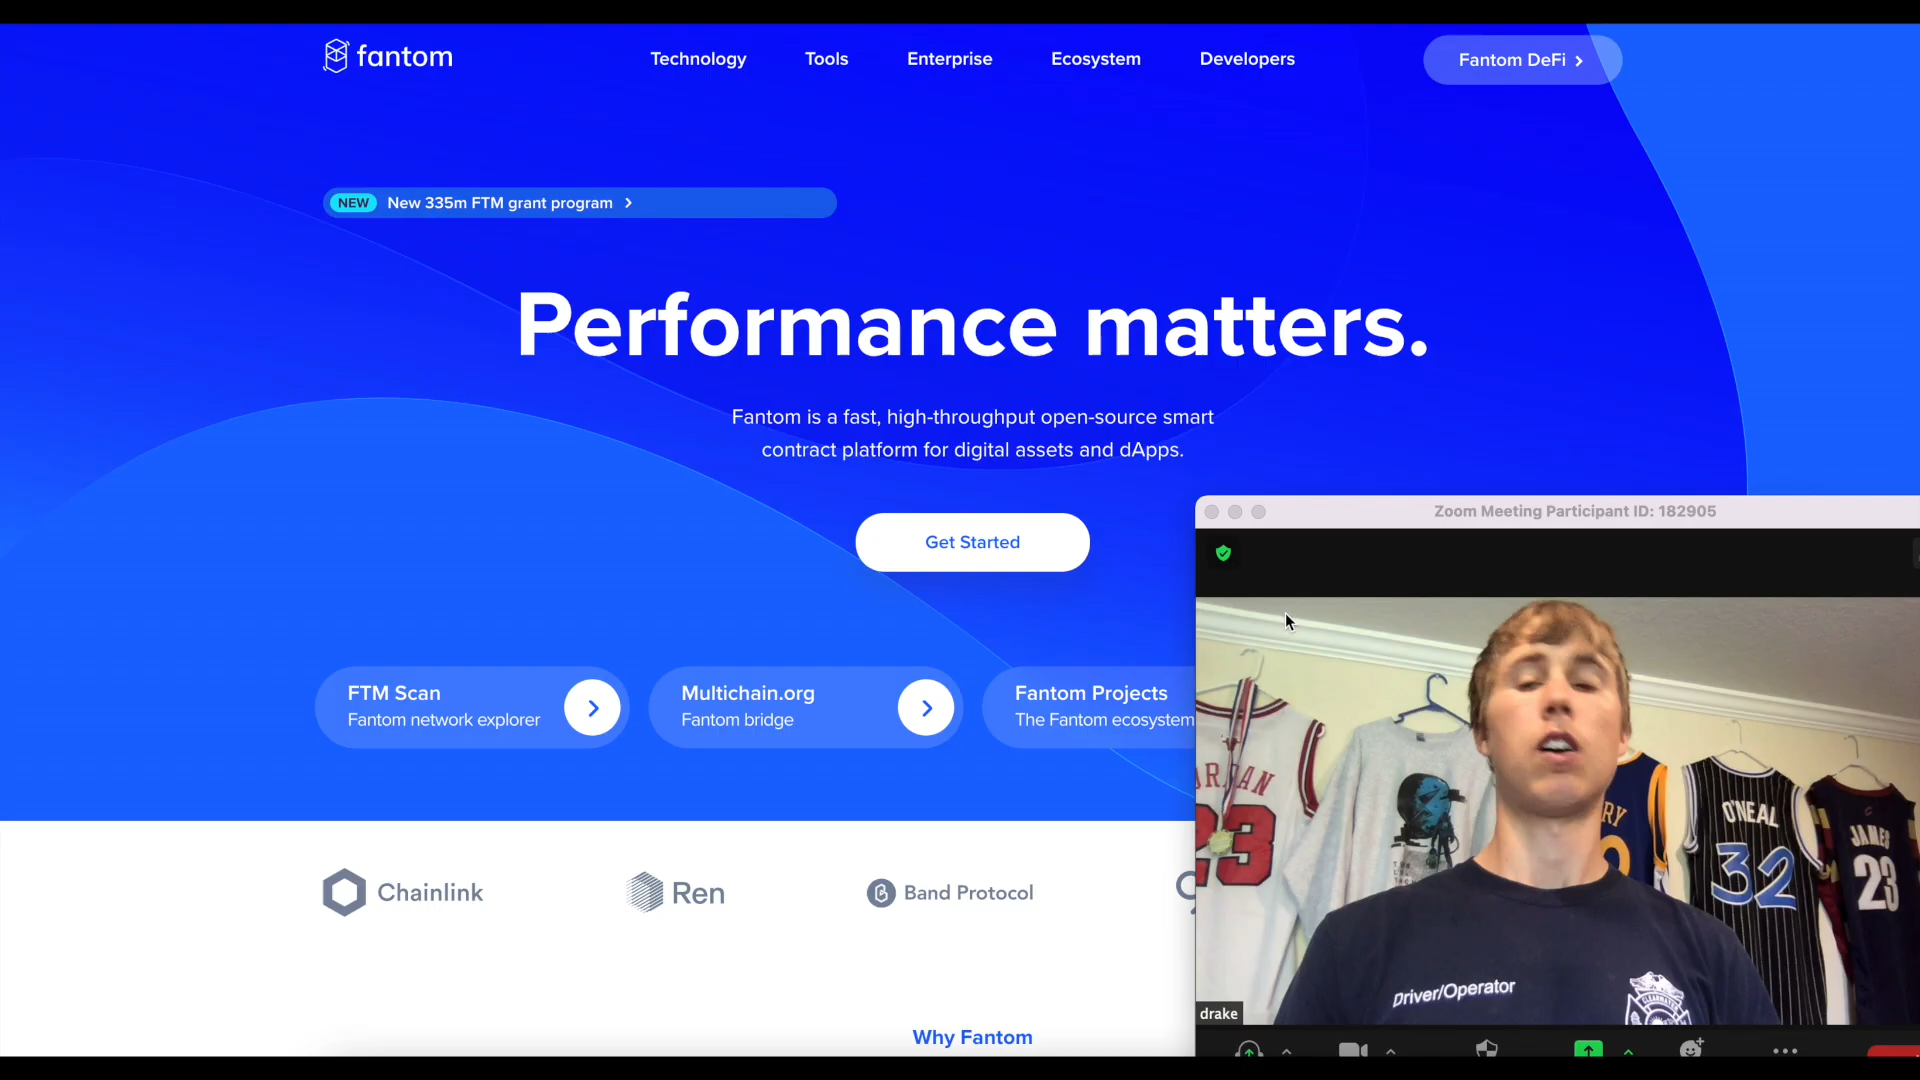 fantom
Technology
Tools
Enterprise
Ecosystem
Developers
Fantom DeFi
NEW New 335m FTM grant program
Performance matters.
Fantom is a fast, high-throughput open-source smart
contract platform for digital assets and dApps.
Get Started
Zoom Meeting Participant ID: 182905
FTM Scan
Fantom network explorer
Multichain.org
Fantom bridge
Fantom Projects
The Fantom ecosystem
Chainlink
Ren
Band Protocol
23
O'NEAL
32
JAMES
23
Driver/Operator
drake
Why Fantom